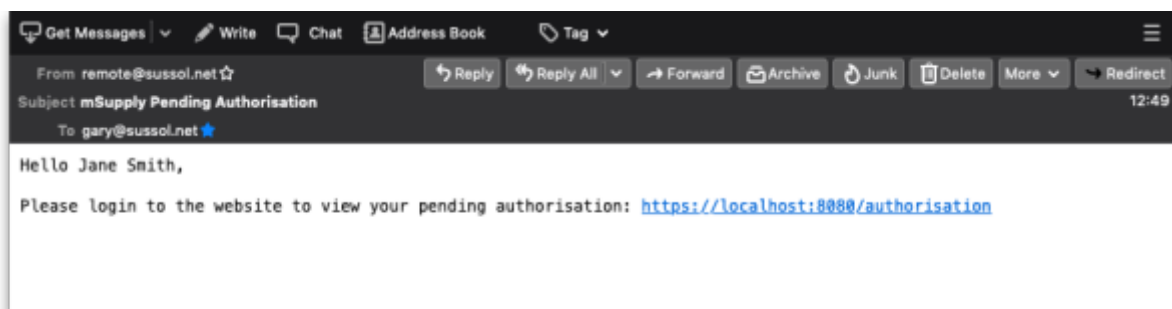 Get Messages Write Chat Address Book Tag
From remote@sussol.net Reply Reply All Forward Archive Junk Delete More Redirect
Subject mSupply Pending Authorisation 12:49
To gary@sussol.net
Hello Jane Smith,
Please login to the website to view your pending authorisation: https://localhost:8080/authorisation